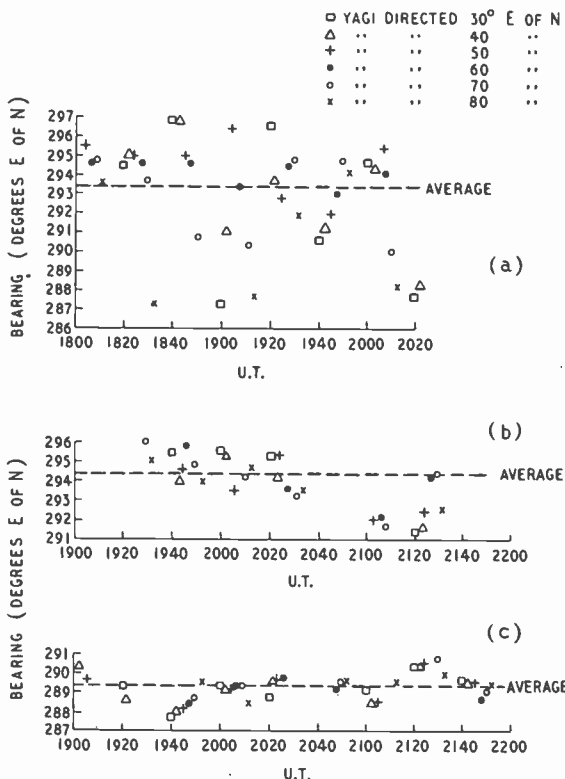 □ YAGI DIRECTED 30° E OF N
△ " " 40 "
+ " " 50 "
● " " 60 "
○ " " 70 "
x " " 80 "
BEARING (DEGREES E OF N)
297
296
295
294
293
292
291
290
289
288
287
286
AVERAGE
(a)
1800 1820 1840 1900 1920 1940 2000 2020
U.T.
(b)
296
295
294
293
292
291
AVERAGE
1900 1920 1940 2000 2020 2040 2100 2120 2140 2200
U.T.
BEARING (DEGREES E OF N)
(c)
291
290
289
288
287
AVERAGE
1900 1920 1940 2000 2020 2040 2100 2120 2140 2200
U.T.